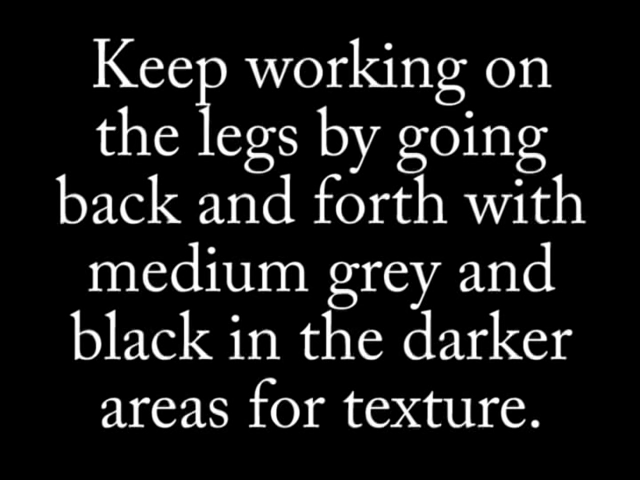 Keep working on
the legs by going
back and forth with
medium grey and
black in the darker
areas for texture.